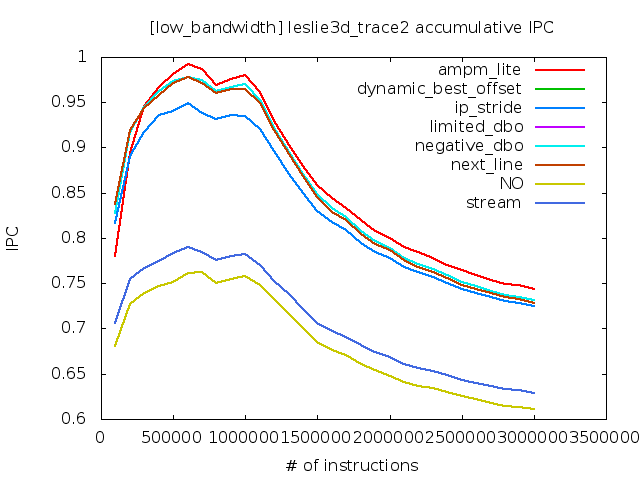 [low_bandwidth] leslie3d_trace2 accumulative IPC
1
0.95
0.9
0.85
0.8
0.75
0.7
0.65
0.6
IPC
ampm_lite
dynamic_best_offset
ip_stride
limited_dbo
negative_dbo
next_line
NO
stream
0 500000 1000000 1500000 2000000 2500000 3000000 3500000
# of instructions